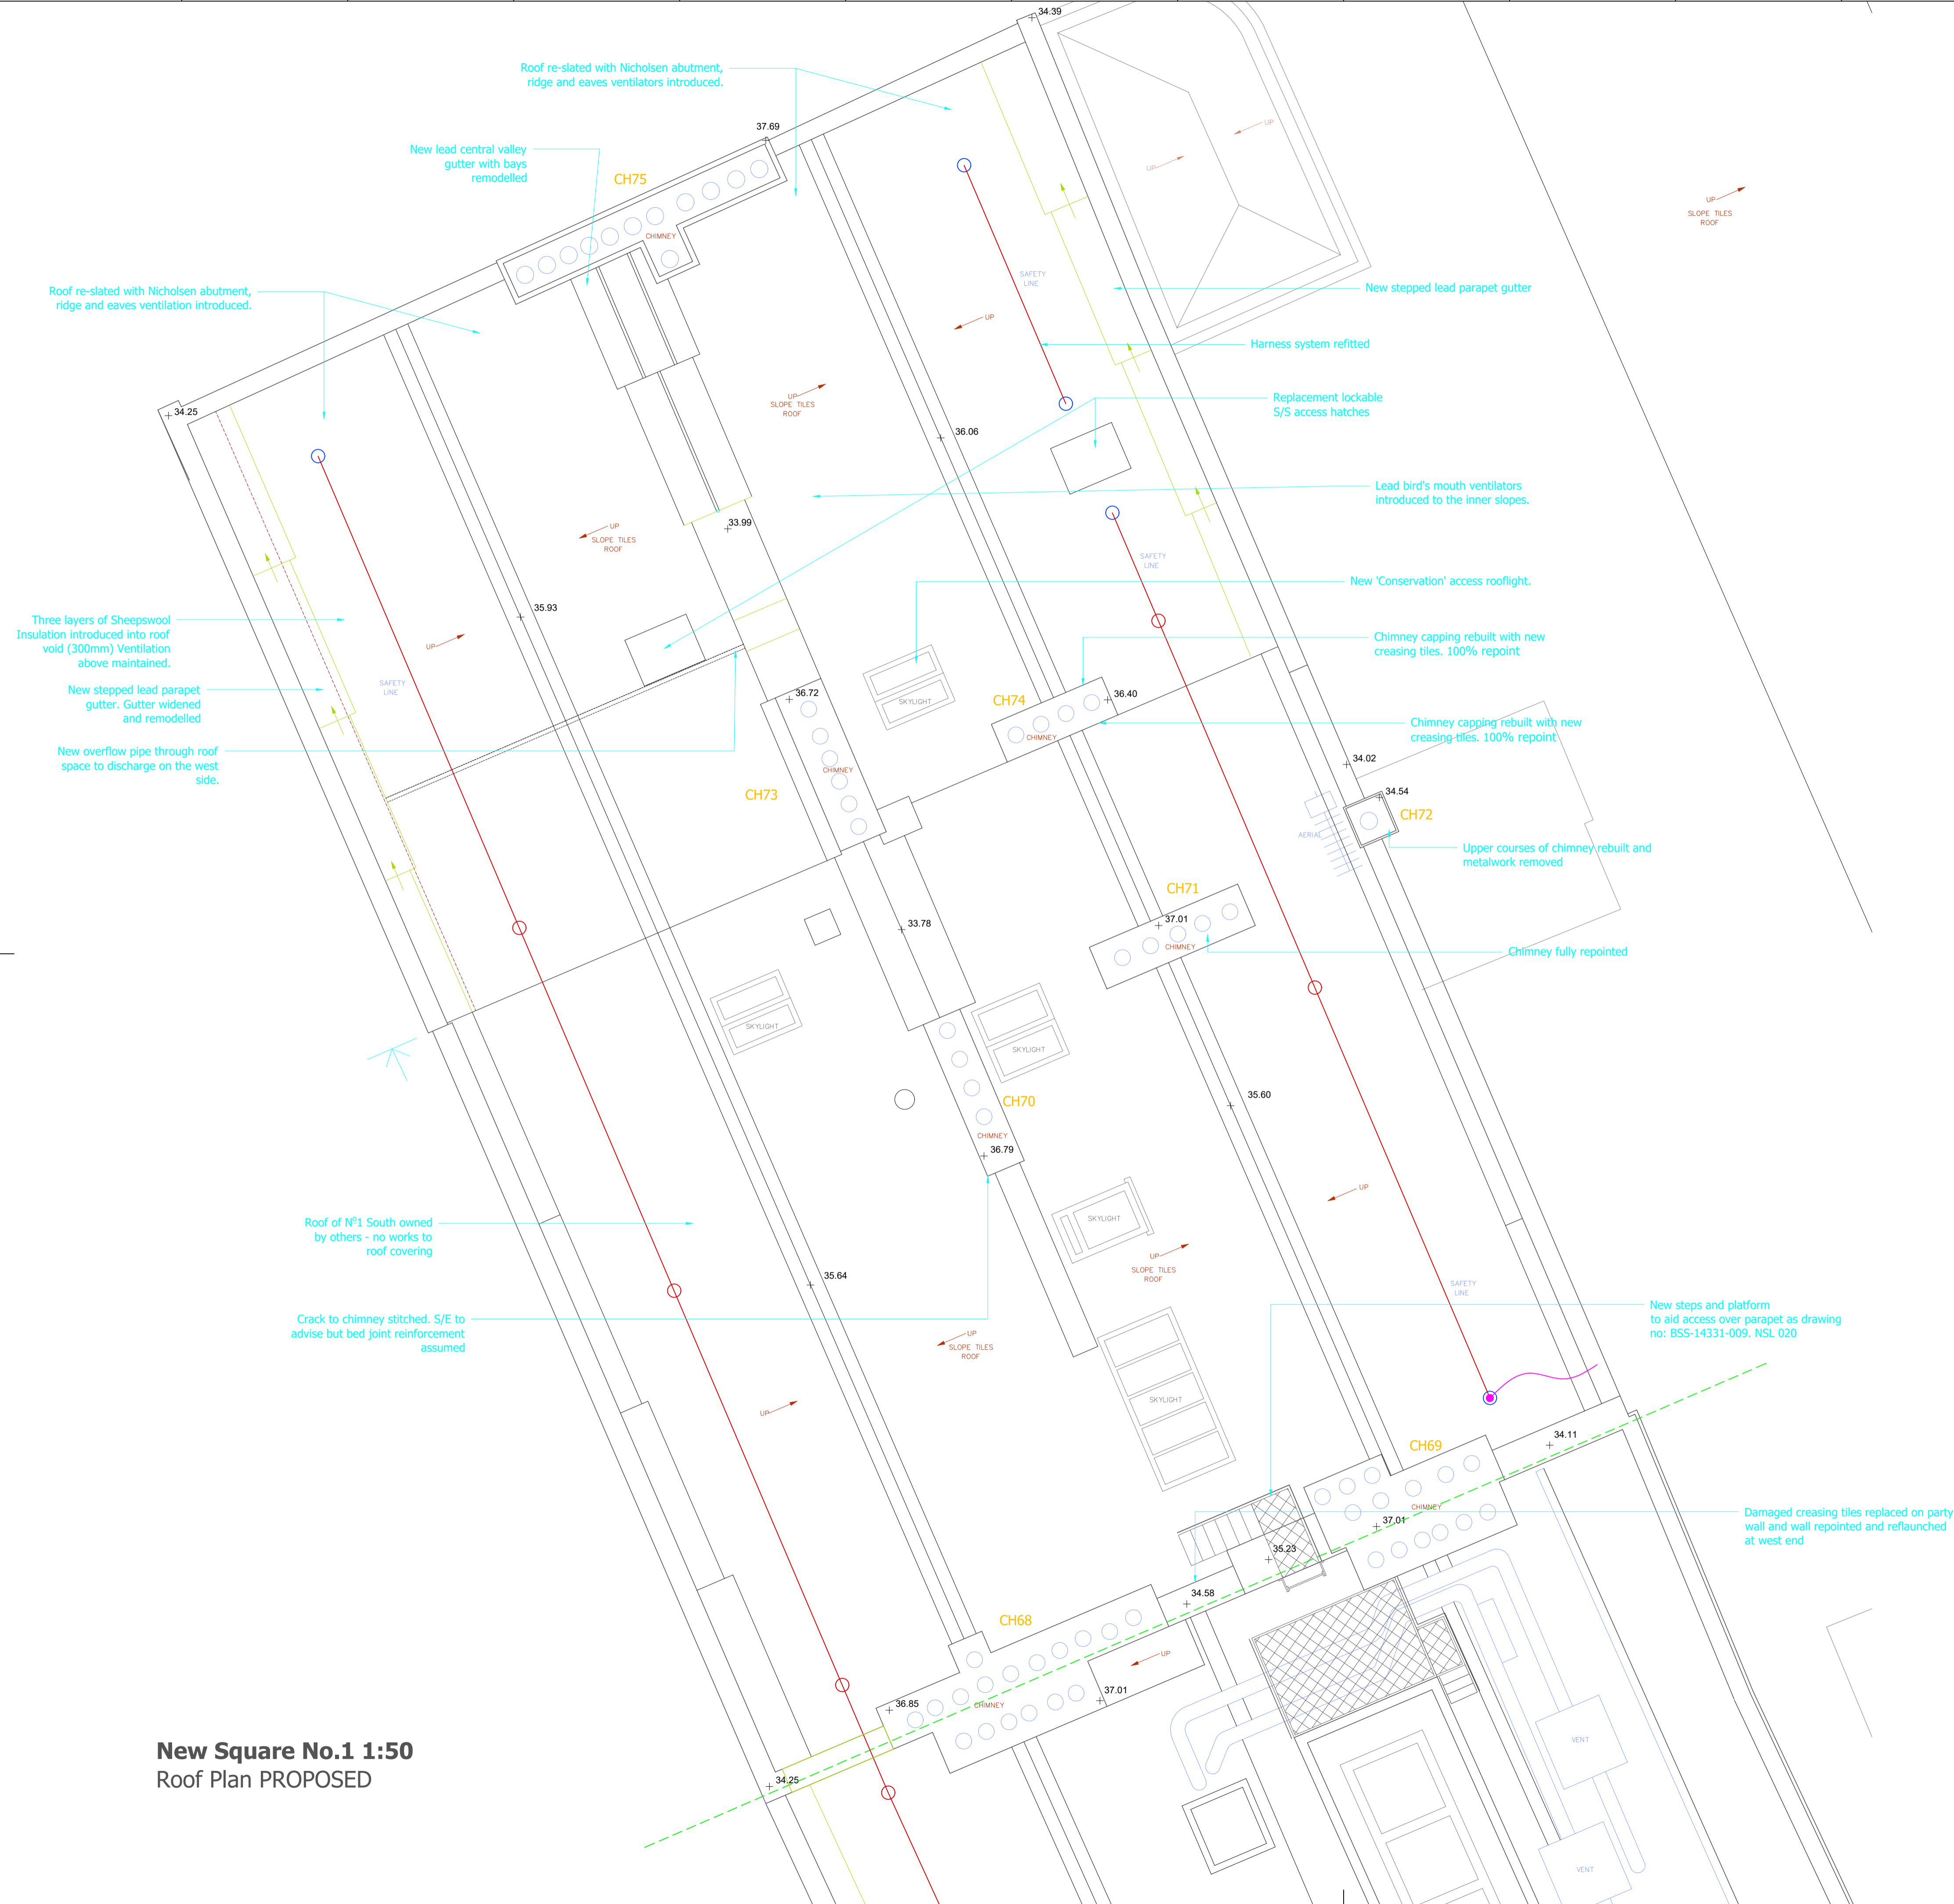 34.39
Roof re-slated with Nicholsen abutment,
ridge and eaves ventilators introduced.
UP
37.69
New lead central valley
gutter with bays
remodelled
UP
CH75
UP
SLOPE TILES
ROOF
CHIMNEY
SAFETY
LINE
New stepped lead parapet gutter
Roof re-slated with Nicholsen abutment,
ridge and eaves ventilation introduced.
UP
Harness system refitted
UP
SLOPE TILES
ROOF
Replacement lockable
S/S access hatches
34.25
36.06
Lead bird's mouth ventilators
introduced to the inner slopes.
33.99
UP
SLOPE TILES
ROOF
SAFETY
LINE
New 'Conservation' access rooflight.
35.93
Three layers of Sheepswool
Insulation introduced into roof
void (300mm) Ventilation
above maintained.
UP
Chimney capping rebuilt with new
creasing tiles. 100% repoint
SAFETY
LINE
New stepped lead parapet
gutter. Gutter widened
and remodelled
36.72
SKYLIGHT
CH74
36.40
CHIMNEY
Chimney capping rebuilt with new
creasing tiles. 100% repoint
New overflow pipe through roof
space to discharge on the west
side.
34.02
CHIMNEY
CH73
34.54
CH72
AERIAL
Upper courses of chimney rebuilt and
metalwork removed
CH71
33.78
37.01
CHIMNEY
Chimney fully repointed
SKYLIGHT
SKYLIGHT
CH70
35.60
CHIMNEY
36.79
UP
Roof of Nº1 South owned
by others - no works to
roof covering
SKYLIGHT
UP
SLOPE TILES
ROOF
35.64
SAFETY
LINE
New steps and platform
to aid access over parapet as drawing
no: BSS-14331-009. NSL 020
Crack to chimney stitched. S/E to
advise but bed joint reinforcement
assumed
UP
SLOPE TILES
ROOF
SKYLIGHT
UP
CH69
34.11
CHIMNEY
37.01
Damaged creasing tiles replaced on party
wall and wall repointed and reflaunched
at west end
35.23
34.58
CH68
UP
36.85
CHIMNEY
37.01
New Square No.1 1:50
Roof Plan PROPOSED
VENT
34.25
VENT